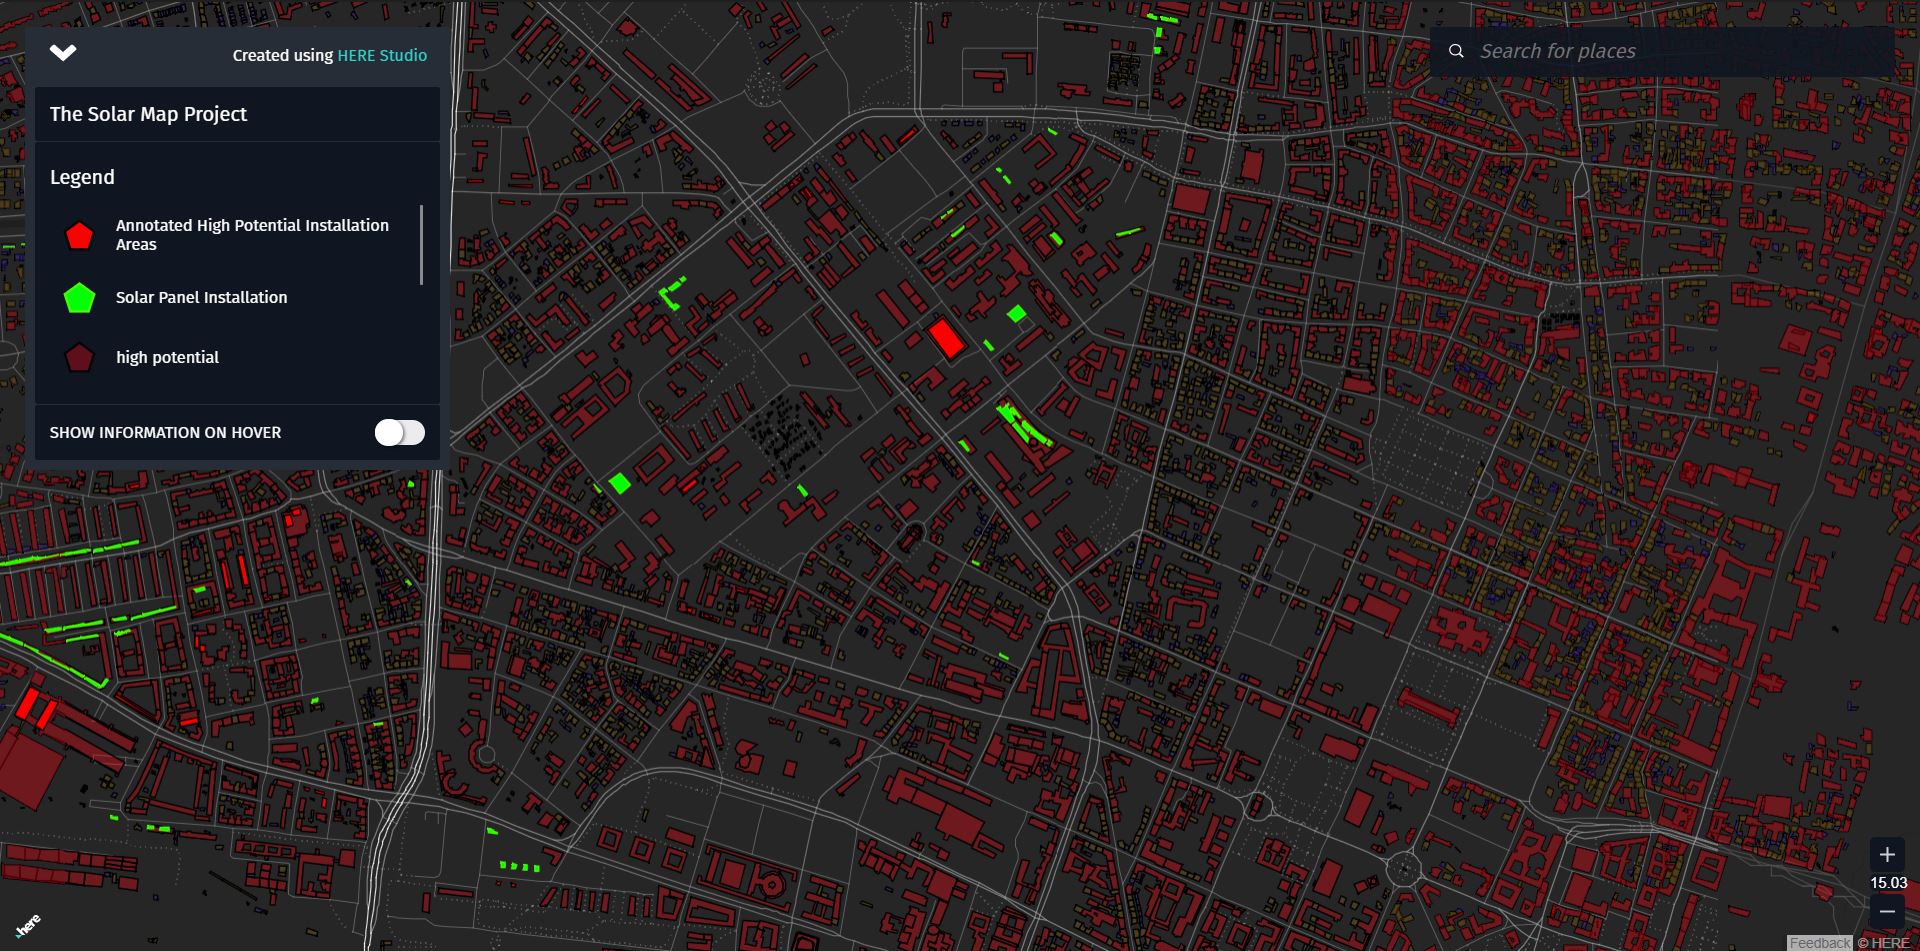 Created using HERE Studio
The Solar Map Project
Legend
Annotated High Potential Installation
Areas
Solar Panel Installation
high potential
SHOW INFORMATION ON HOVER
Search for places
+
15.03
−
here
Feedback © HERE